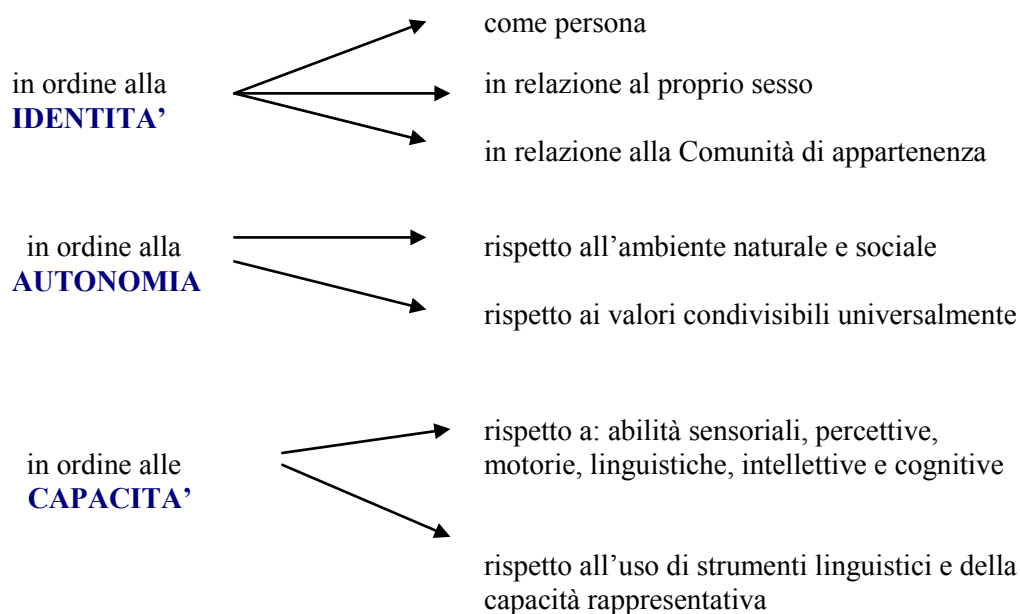 come persona
in ordine alla
IDENTITA’
in relazione al proprio sesso
in relazione alla Comunità di appartenenza
in ordine alla
AUTONOMIA
rispetto all’ambiente naturale e sociale
rispetto ai valori condivisibili universalmente
in ordine alle
CAPACITA’
rispetto a: abilità sensoriali, percettive,
motorie, linguistiche, intellettive e cognitive
rispetto all’uso di strumenti linguistici e della
capacità rappresentativa